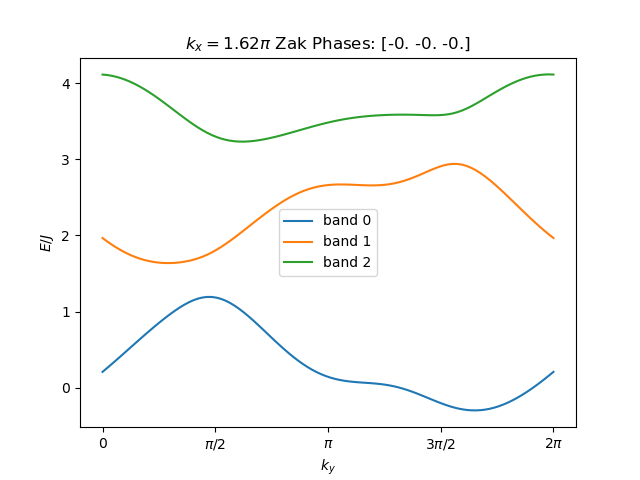 $k_x = 1.62\pi$ Zak Phases: [-0. -0. -0.]
E/J
4
3
2
1
0
band 0
band 1
band 2
0
π/2
π
3π/2
2π
$k_y$